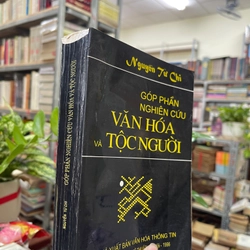 Nguyễn Từ Chi
GÓP PHẦN
NGHIÊN CỨU
VĂN HÓA
VÀ TỘC NGƯỜI
XUẤT BẢN VĂN HÓA THÔNG TIN
1996
GÓP PHẦN NGHIÊN CỨU VĂN HÓA VÀ TỘC NGƯỜI